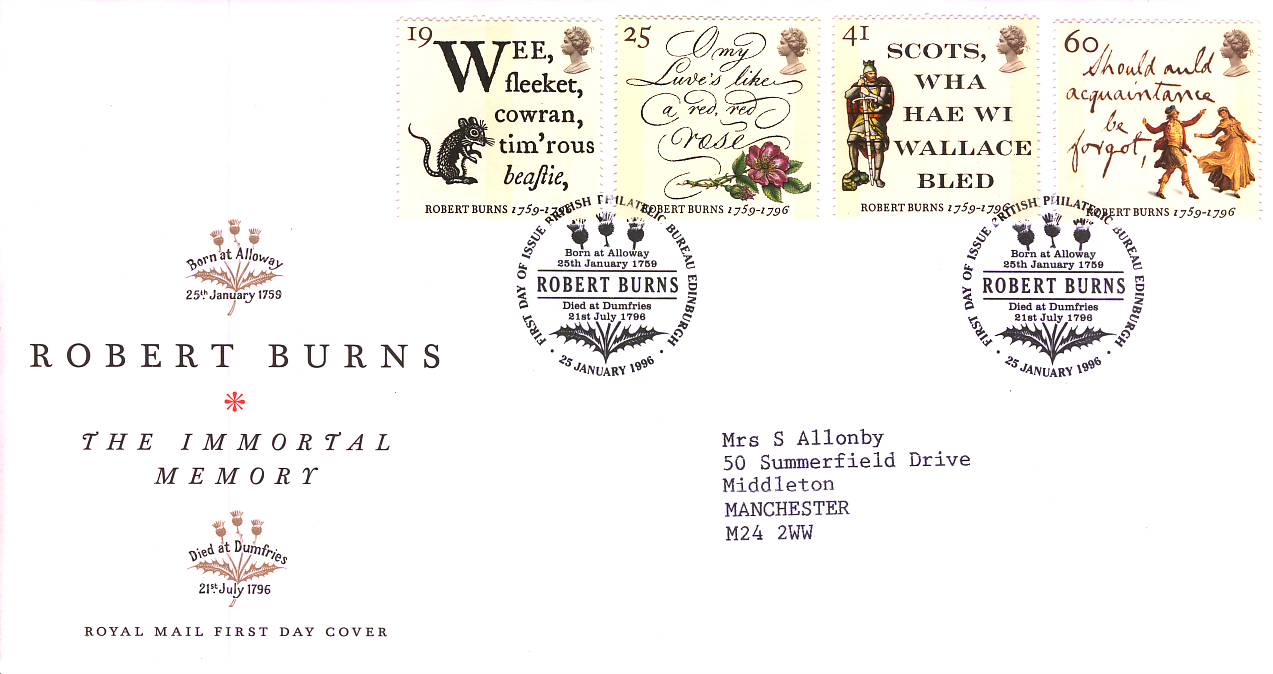 19
WEE,
fleeket,
cowran,
tim'rous
beaſtie,
ROBERT BURNS 1759-1796
25
O my
Luve's like
a red, red
rose
ROBERT BURNS 1759-1796
41
SCOTS,
WHA
HAE WI
WALLACE
BLED
ROBERT BURNS 1759-1796
60
Should auld
acquaintance
be
forgot,
ROBERT BURNS 1759-1796
FIRST DAY OF ISSUE BRITISH PHILATELIC BUREAU EDINBURGH
Born at Alloway
25th January 1759
ROBERT BURNS
Died at Dumfries
21st July 1796
• 25 JANUARY 1996 •
FIRST DAY OF ISSUE BRITISH PHILATELIC BUREAU EDINBURGH
Born at Alloway
25th January 1759
ROBERT BURNS
Died at Dumfries
21st July 1796
• 25 JANUARY 1996 •
Born at Alloway
25th January 1759
ROBERT BURNS
THE IMMORTAL
MEMORY
Died at Dumfries
21st July 1796
ROYAL MAIL FIRST DAY COVER
Mrs S Allonby
50 Summerfield Drive
Middleton
MANCHESTER
M24 2WW